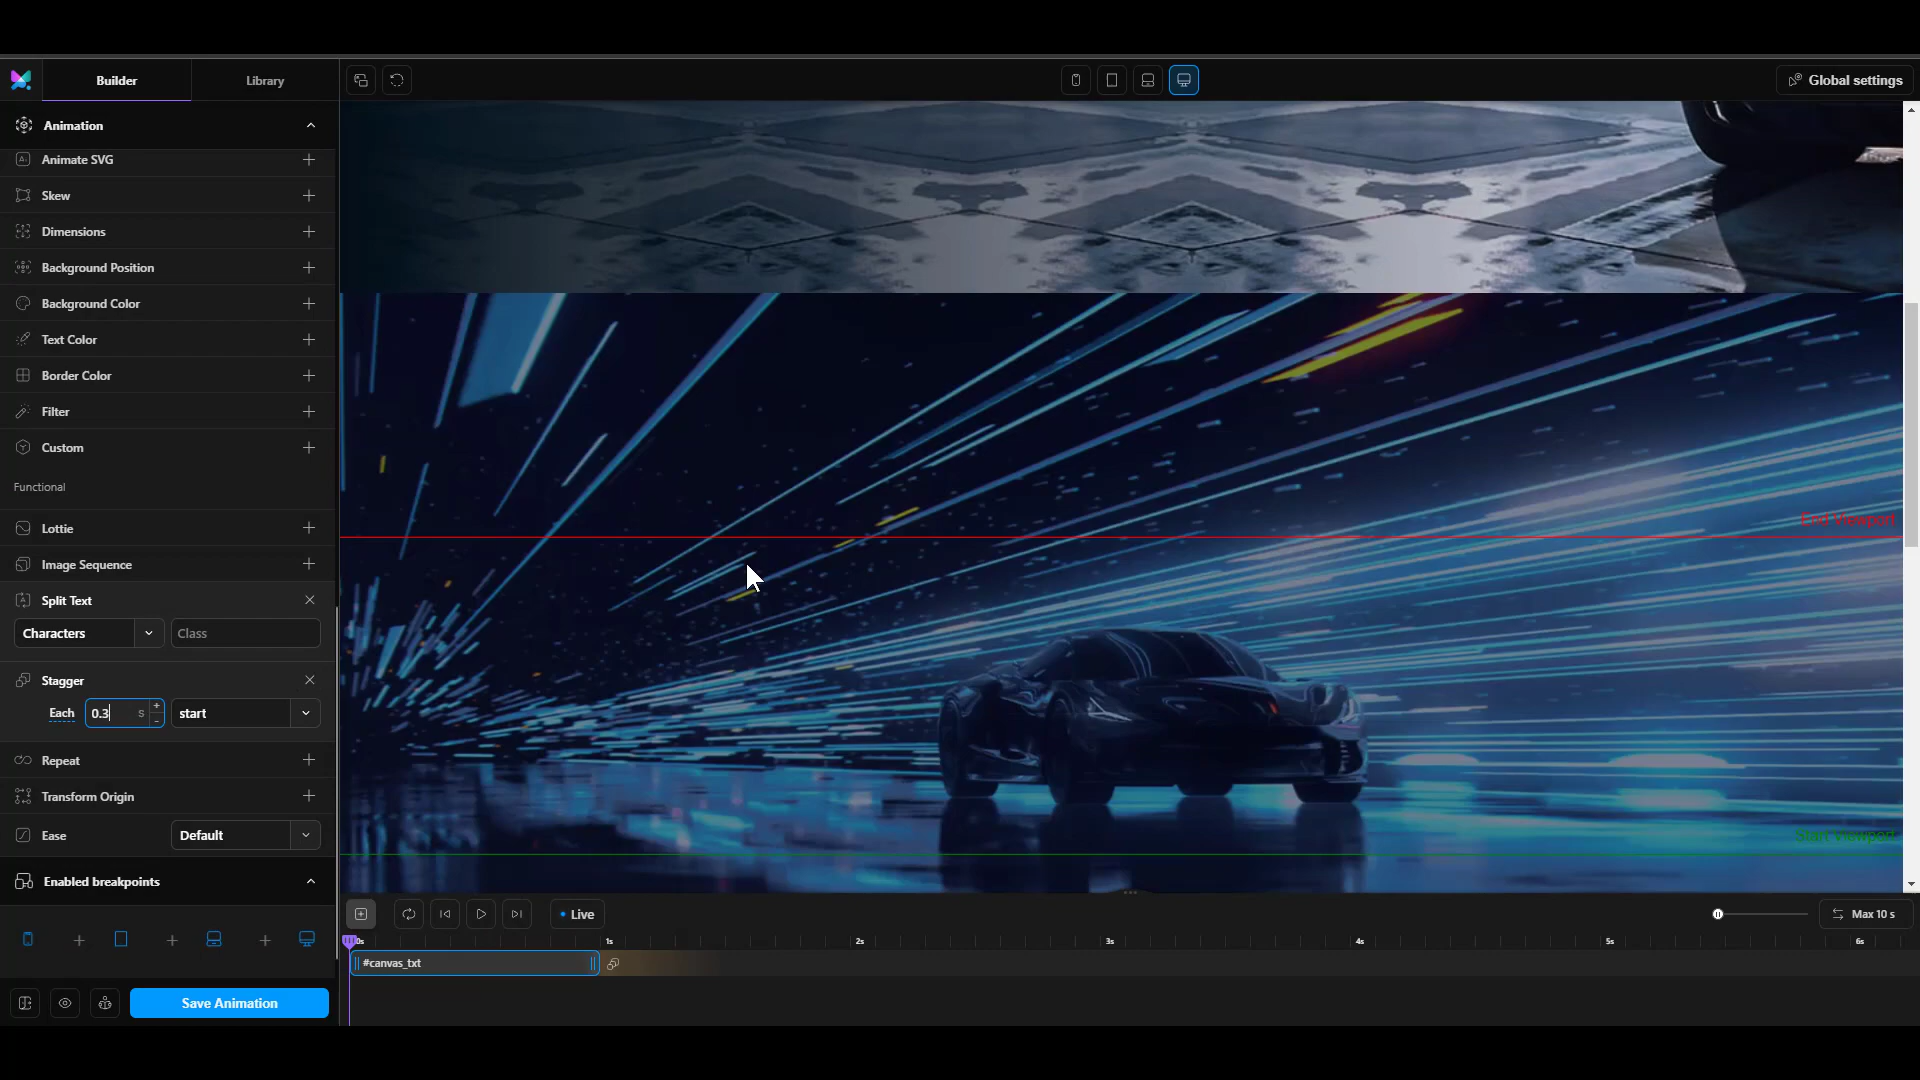 Builder
Library
Global settings
Animation
Animate SVG
Skew
Dimensions
Background Position
Background Color
Text Color
Border Color
Filter
Custom
Functional
Lottie
Image Sequence
Split Text
Characters
Class
Stagger
Each
0.3
s
start
Repeat
Transform Origin
Ease
Default
Enabled breakpoints
Save Animation
End Viewport
Start Viewport
Live
Max 10 s
0s
1s
2s
3s
4s
5s
6s
#canvas_txt